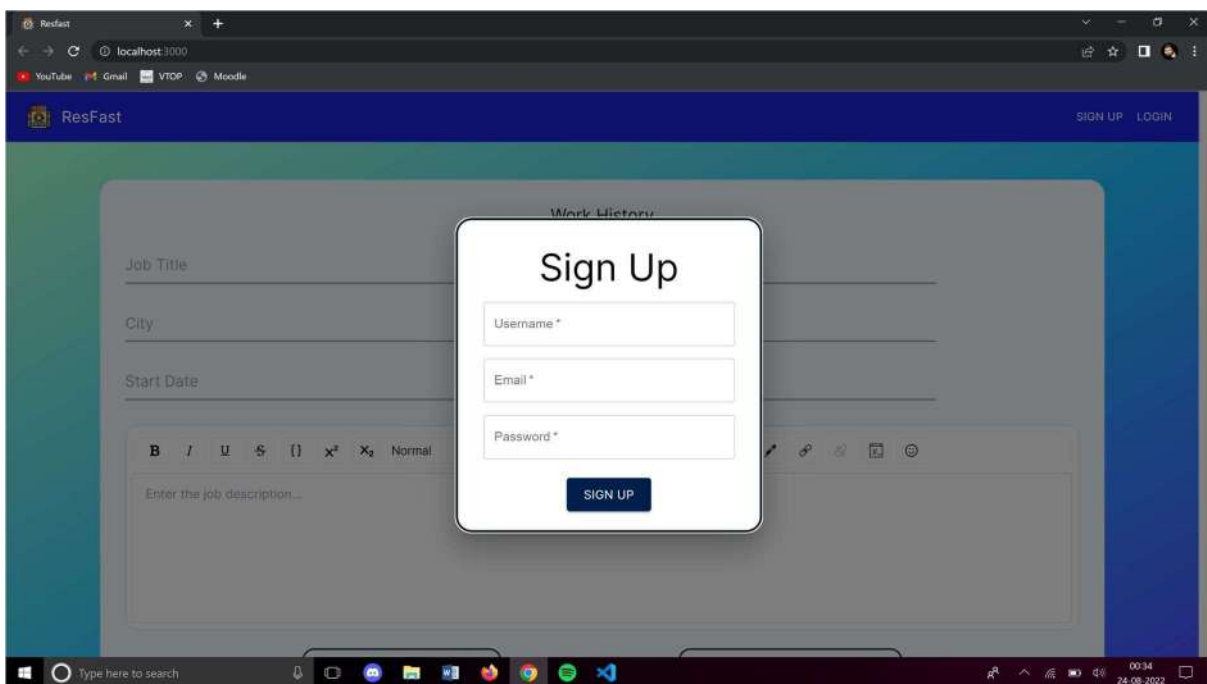 Resfast
localhost:3000
YouTube Gmail VTOP Moodle
ResFast SIGN UP LOGIN
Work History
Sign Up
Job Title
Username *
City
Email *
Start Date
Password *
B I U S {} x² X₂ Normal
Enter the job description...
SIGN UP
Type here to search
00:34
24-08-2022